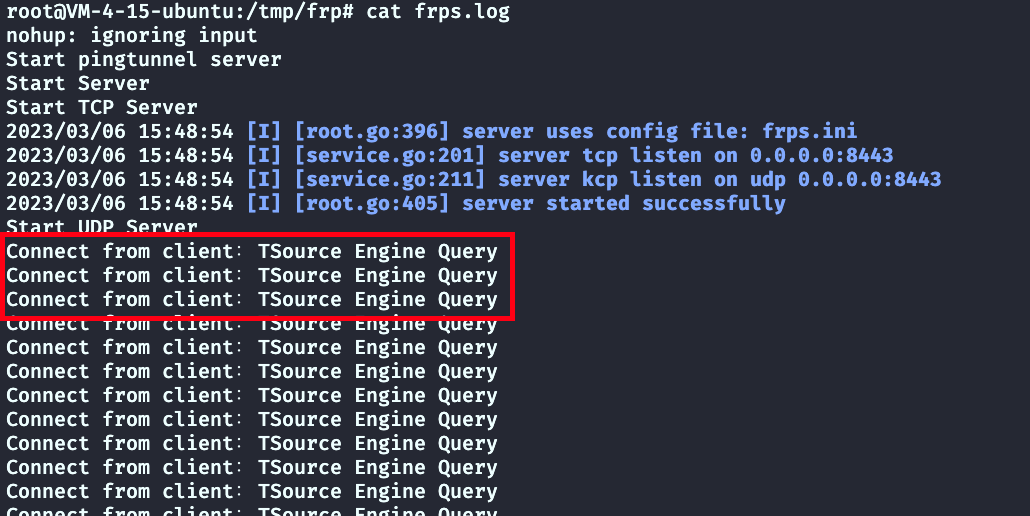 root@VM-4-15-ubuntu:/tmp/frp# cat frps.log
nohup: ignoring input
Start pingtunnel server
Start Server
Start TCP Server
2023/03/06 15:48:54 [I] [root.go:396] server uses config file: frps.ini
2023/03/06 15:48:54 [I] [service.go:201] server tcp listen on 0.0.0.0:8443
2023/03/06 15:48:54 [I] [service.go:211] server kcp listen on udp 0.0.0.0:8443
2023/03/06 15:48:54 [I] [root.go:405] server started successfully
Start UDP Server
Connect from client: TSource Engine Query
Connect from client: TSource Engine Query
Connect from client: TSource Engine Query
Connect from client: TSource Engine Query
Connect from client: TSource Engine Query
Connect from client: TSource Engine Query
Connect from client: TSource Engine Query
Connect from client: TSource Engine Query
Connect from client: TSource Engine Query
Connect from client: TSource Engine Query
Connect from client: TSource Engine Query
Connect from client: TSource Engine Query